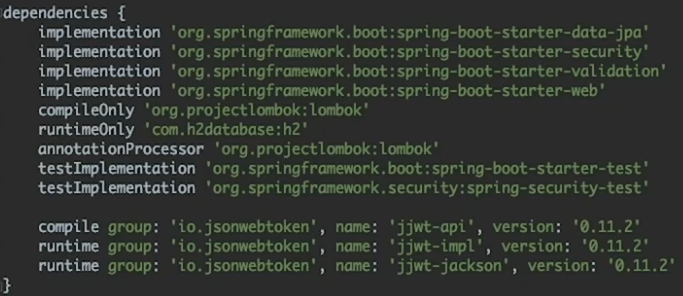 dependencies {
    implementation 'org.springframework.boot:spring-boot-starter-data-jpa'
    implementation 'org.springframework.boot:spring-boot-starter-security'
    implementation 'org.springframework.boot:spring-boot-starter-validation'
    implementation 'org.springframework.boot:spring-boot-starter-web'
    compileOnly 'org.projectlombok:lombok'
    runtimeOnly 'com.h2database:h2'
    annotationProcessor 'org.projectlombok:lombok'
    testImplementation 'org.springframework.boot:spring-boot-starter-test'
    testImplementation 'org.springframework.security:spring-security-test'

    compile group: 'io.jsonwebtoken', name: 'jjwt-api', version: '0.11.2'
    runtime group: 'io.jsonwebtoken', name: 'jjwt-impl', version: '0.11.2'
    runtime group: 'io.jsonwebtoken', name: 'jjwt-jackson', version: '0.11.2'
}